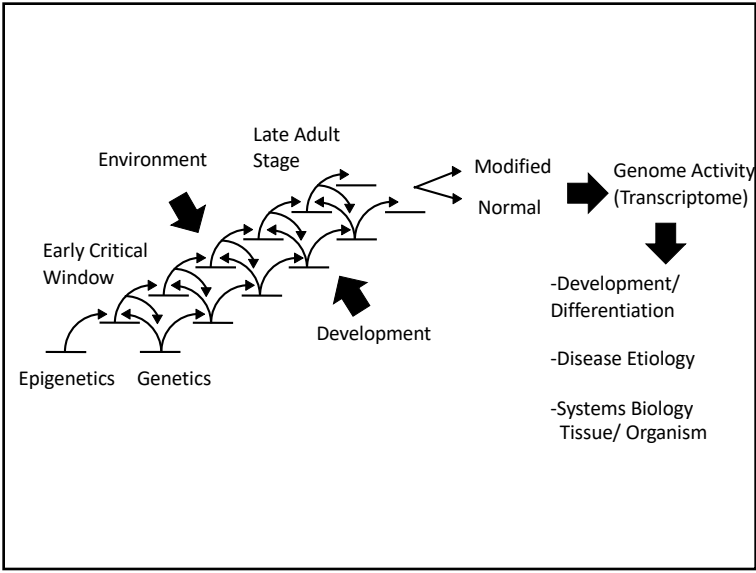 Late Adult
Stage
Environment
Modified
Normal
Genome Activity
(Transcriptome)
Early Critical
Window
Development
Epigenetics
Genetics
-Development/
Differentiation
-Disease Etiology
-Systems Biology
Tissue/ Organism